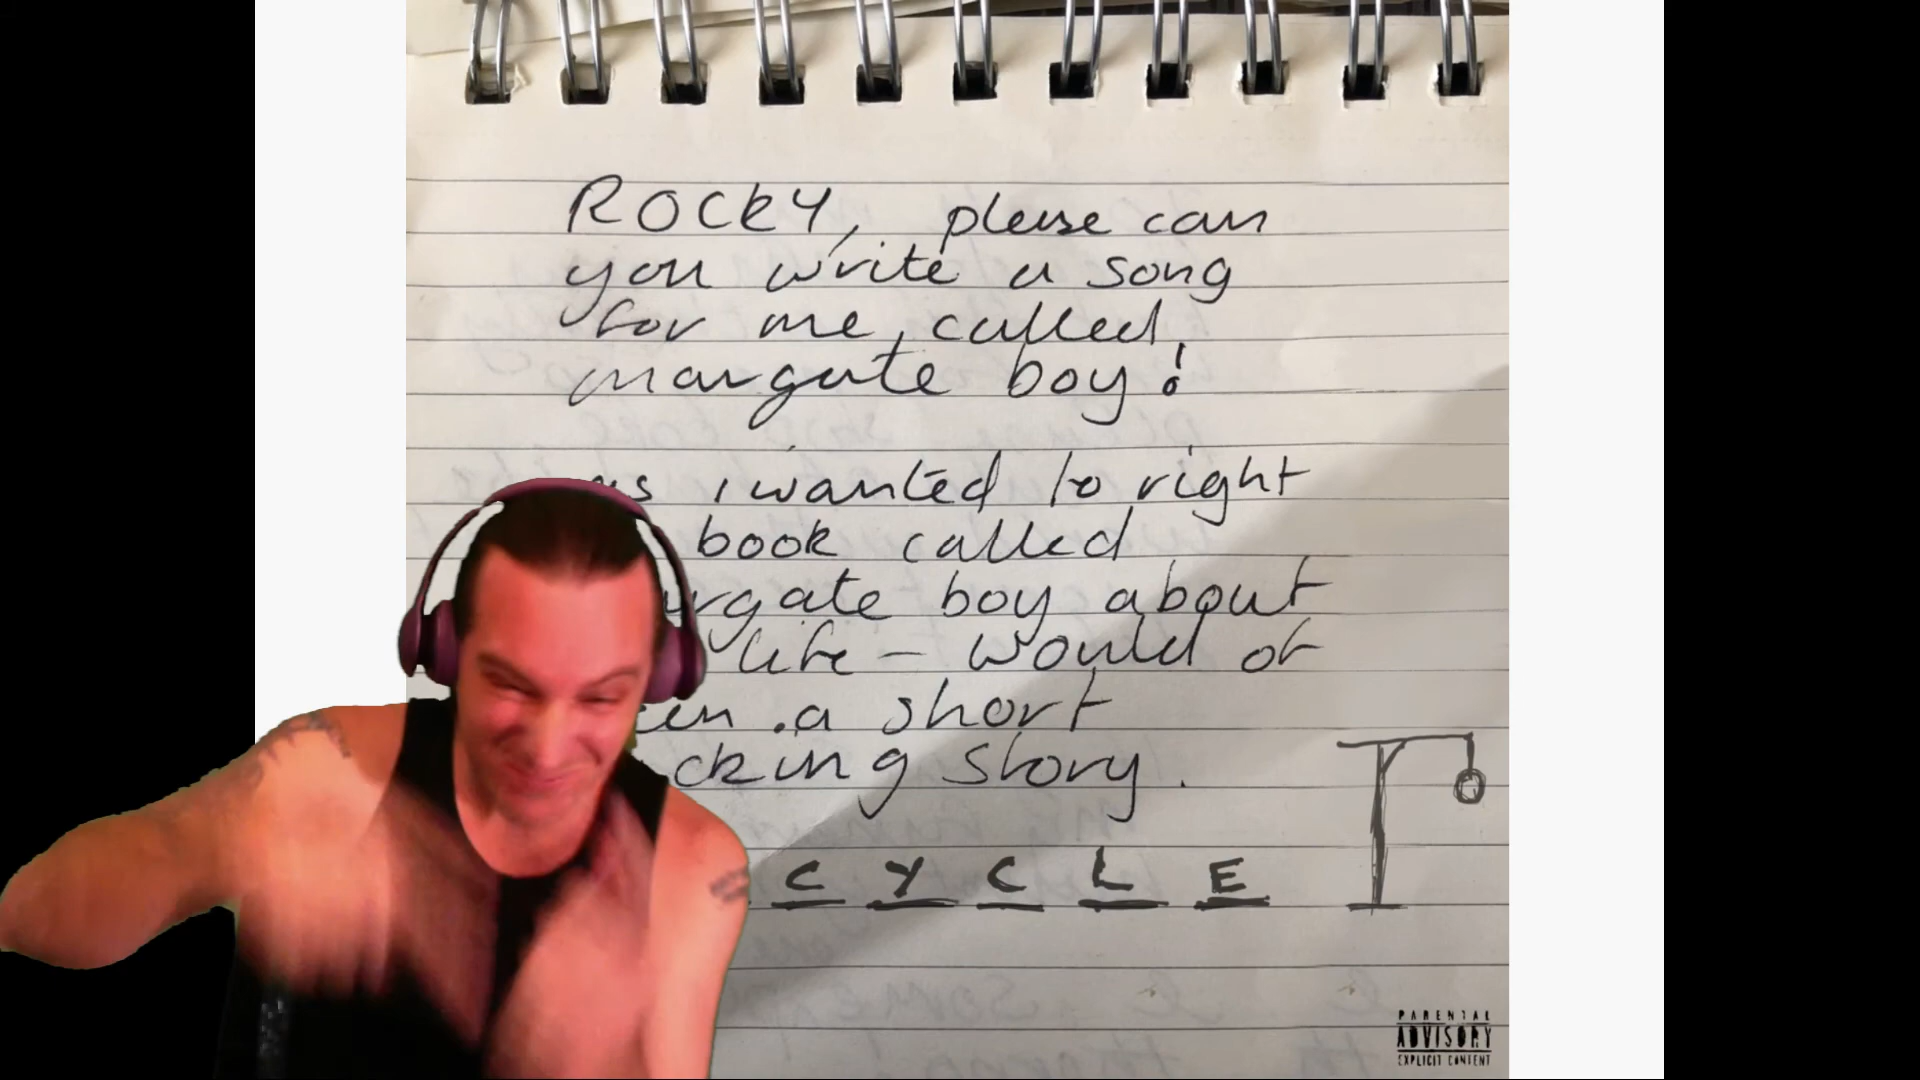 ROCKY, please can
you write a song
for me, called
margate boy!
as i wanted to right
book called
boy about
life - would of
a short
story.
C Y C L E
PARENTAL
ADVISORY
EXPLICIT CONTENT